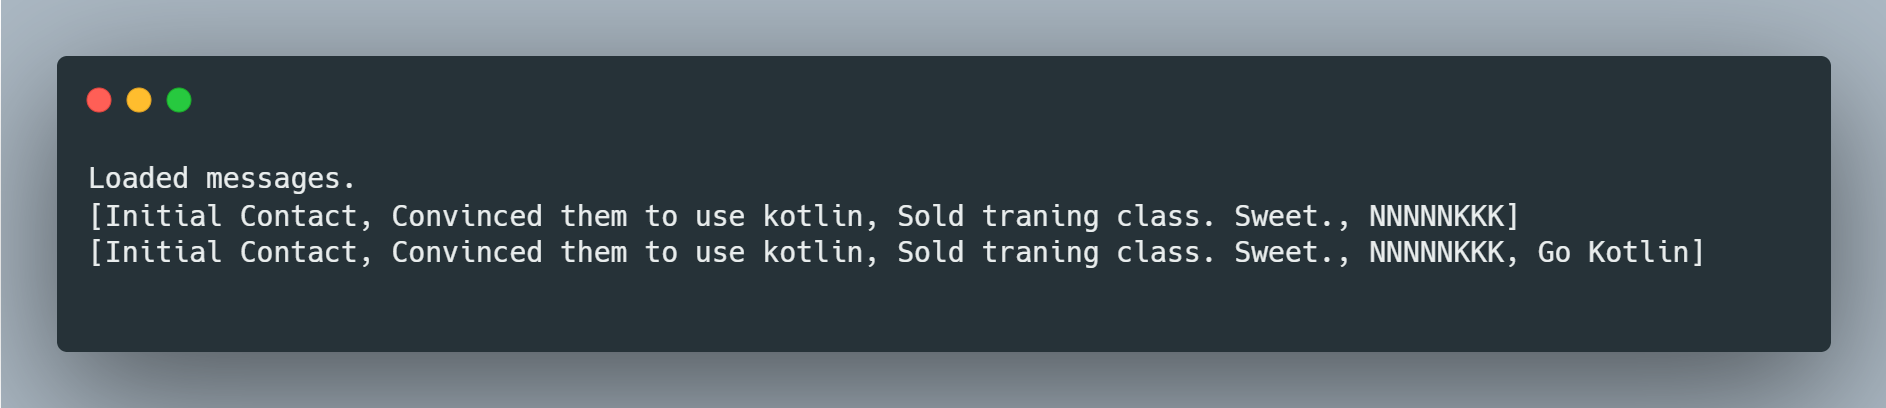 Loaded messages.
[Initial Contact, Convinced them to use kotlin, Sold traning class. Sweet., NNNNNKKK]
[Initial Contact, Convinced them to use kotlin, Sold traning class. Sweet., NNNNNKKK, Go Kotlin]